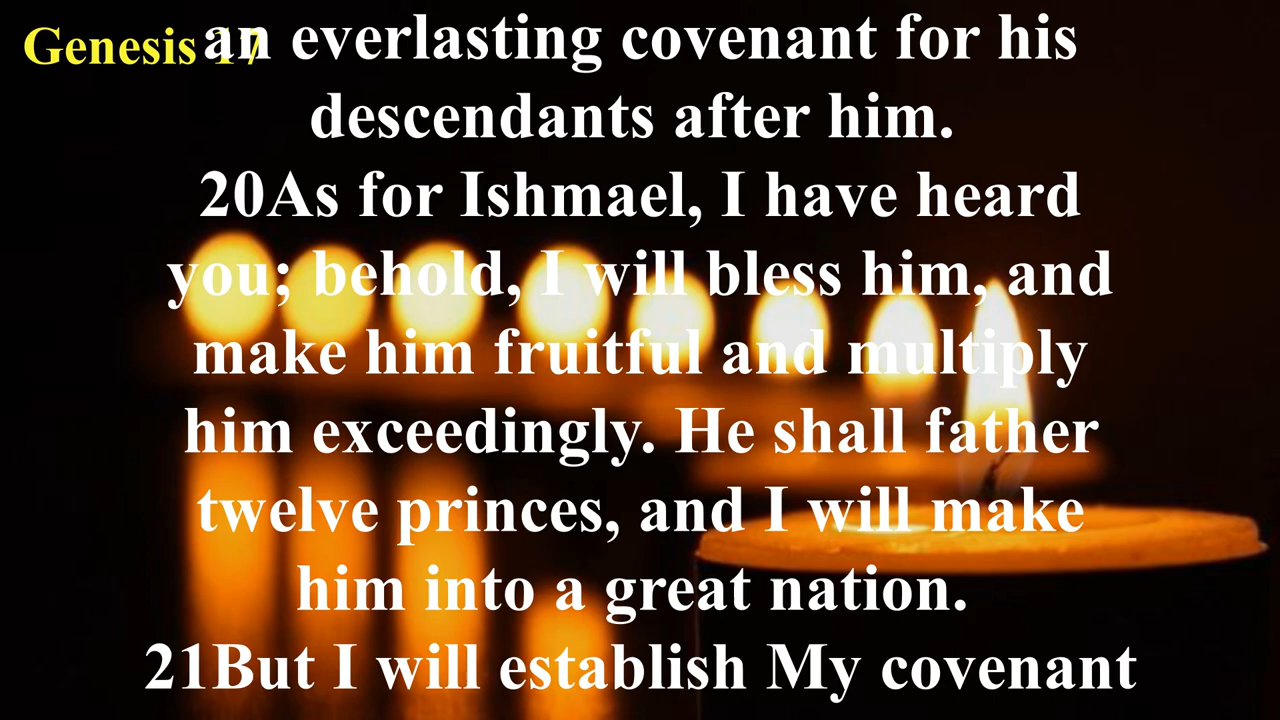 Genesis 17
an everlasting covenant for his
descendants after him.
20As for Ishmael, I have heard
you; behold, I will bless him, and
make him fruitful and multiply
him exceedingly. He shall father
twelve princes, and I will make
him into a great nation.
21But I will establish My covenant